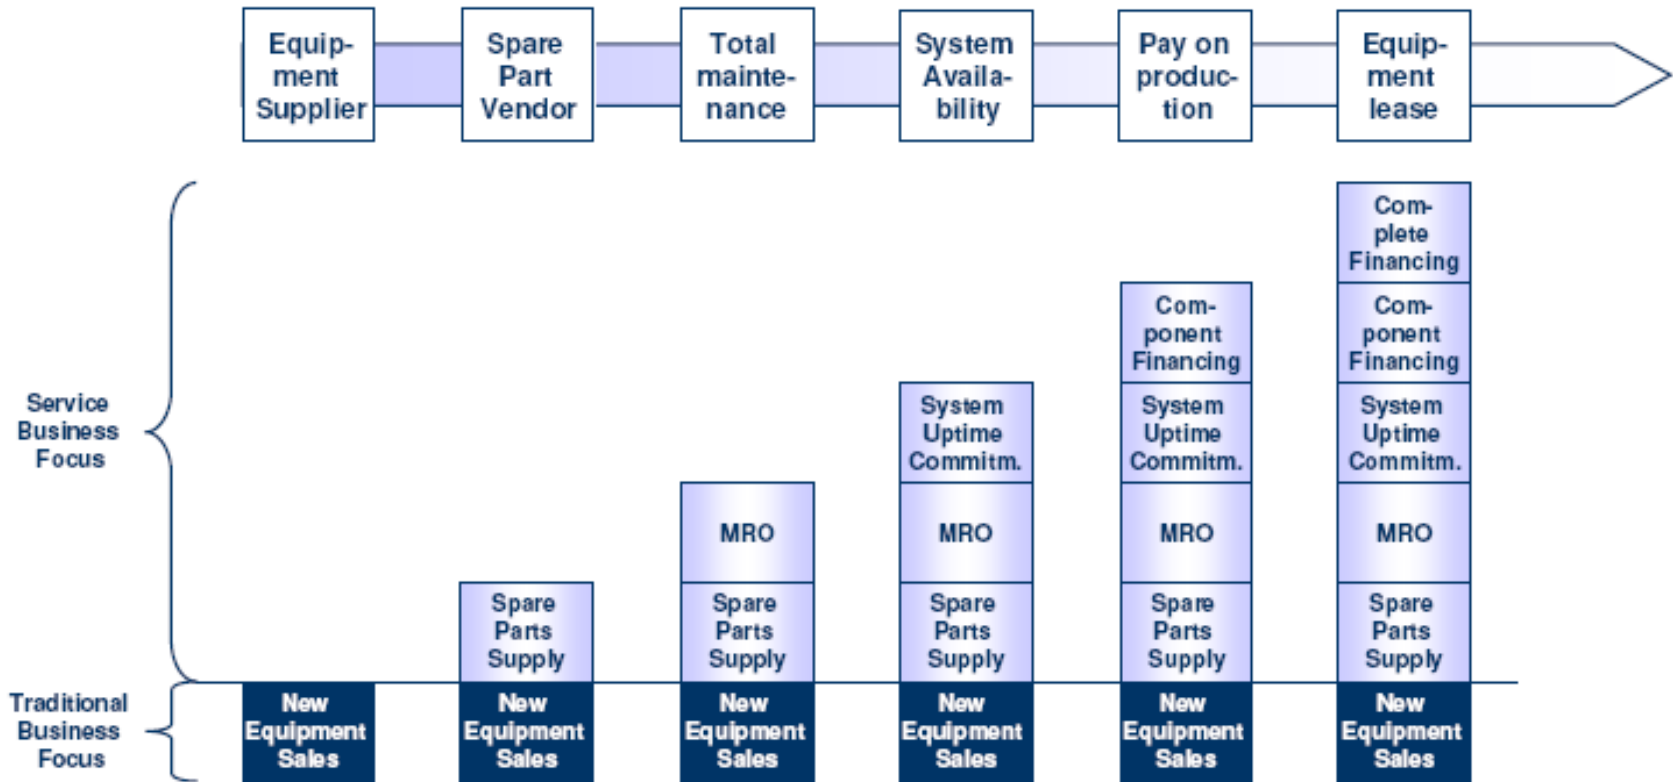 Equip-
ment
Supplier
Spare
Part
Vendor
Total
mainte-
nance
System
Availa-
bility
Pay on
produc-
tion
Equip-
ment
lease
Com-
plete
Financing
Com-
ponent
Financing
Com-
ponent
Financing
Service
Business
Focus
System
Uptime
Commitm.
System
Uptime
Commitm.
System
Uptime
Commitm.
MRO
MRO
MRO
MRO
Spare
Parts
Supply
Spare
Parts
Supply
Spare
Parts
Supply
Spare
Parts
Supply
Spare
Parts
Supply
Traditional
Business
Focus
New
Equipment
Sales
New
Equipment
Sales
New
Equipment
Sales
New
Equipment
Sales
New
Equipment
Sales
New
Equipment
Sales